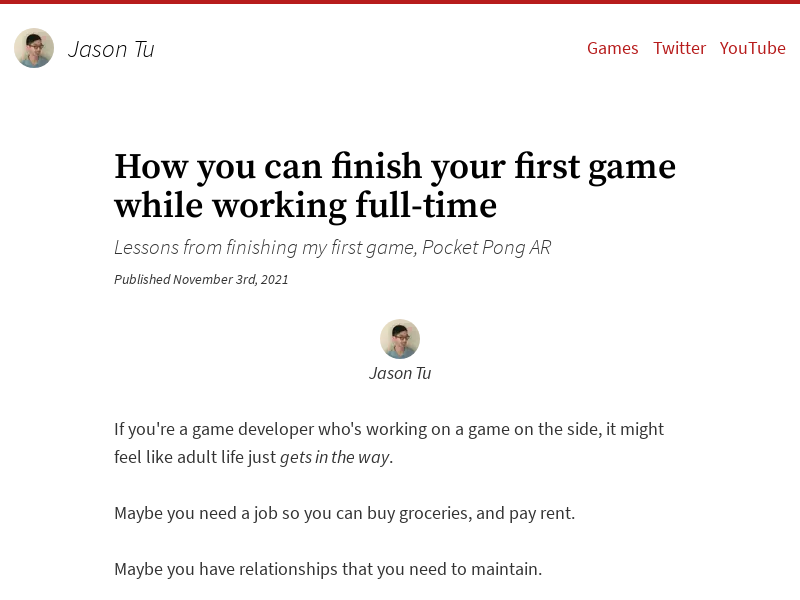 Jason Tu
Games Twitter YouTube
How you can finish your first game
while working full-time
Lessons from finishing my first game, Pocket Pong AR
Published November 3rd, 2021
Jason Tu
If you're a game developer who's working on a game on the side, it might
feel like adult life just gets in the way.
Maybe you need a job so you can buy groceries, and pay rent.
Maybe you have relationships that you need to maintain.